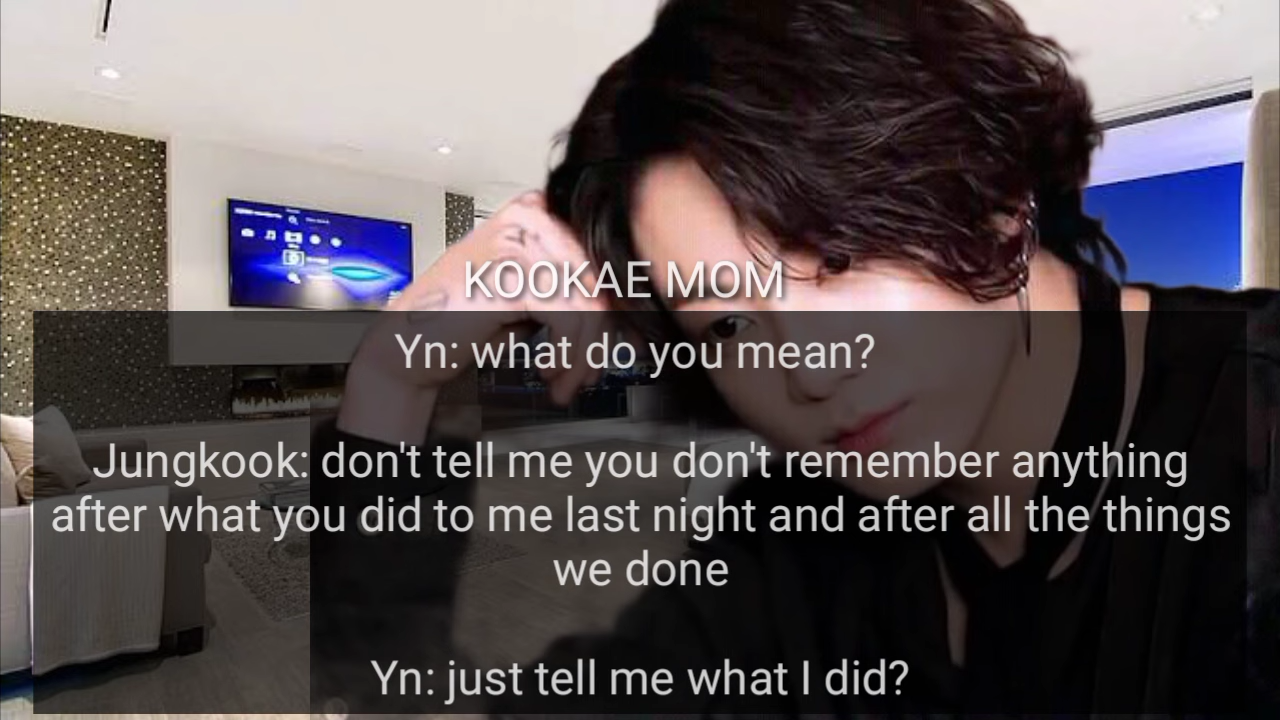 KOOKAE MOM
Yn: what do you mean?
Jungkook: don't tell me you don't remember anything
after what you did to me last night and after all the things
we done
Yn: just tell me what I did?